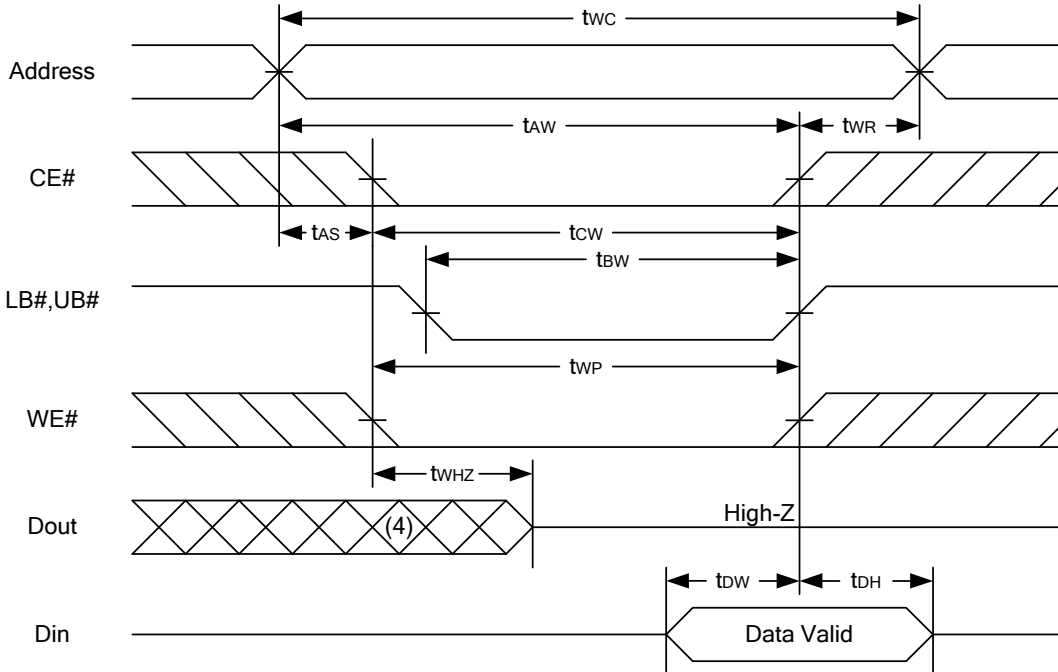 tWC
Address
tAW
tWR
CE#
tAS
tCW
tBW
LB#,UB#
tWP
WE#
tWHZ
Dout
(4)
High-Z
tDW
tDH
Din
Data Valid